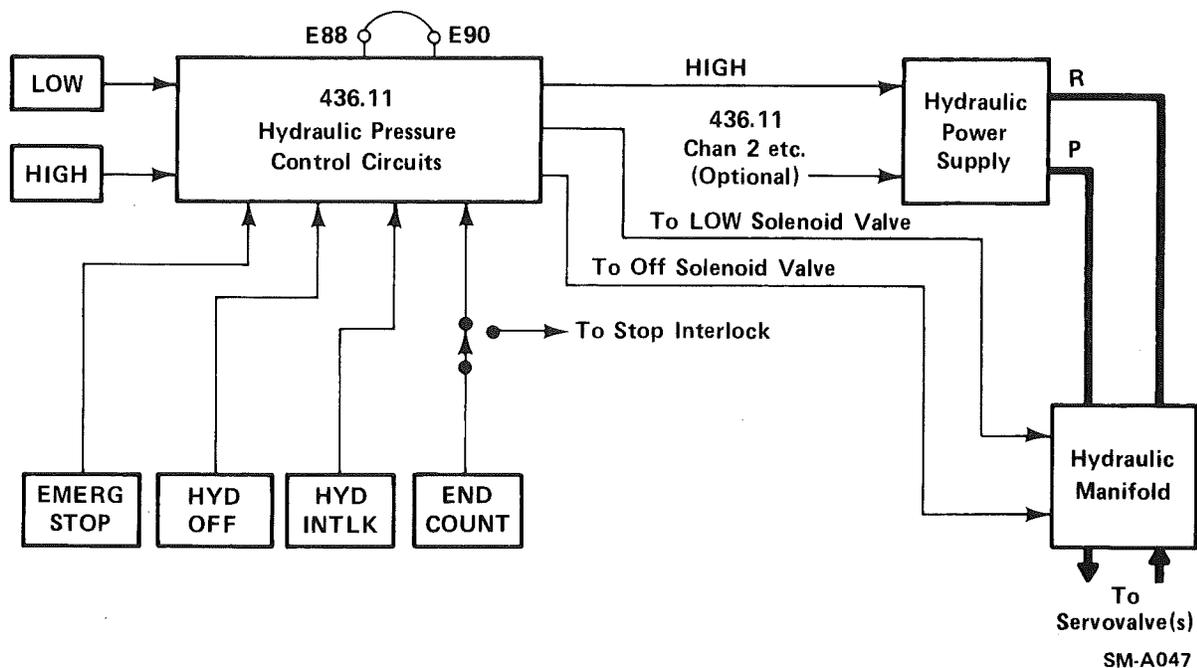 E88 E90
LOW
HIGH
436.11
Hydraulic Pressure
Control Circuits
HIGH
436.11
Chan 2 etc.
(Optional)
Hydraulic
Power
Supply
R
P
To LOW Solenoid Valve
To Off Solenoid Valve
To Stop Interlock
EMERG
STOP
HYD
OFF
HYD
INTLK
END
COUNT
Hydraulic
Manifold
To
Servovalve(s)
SM-A047